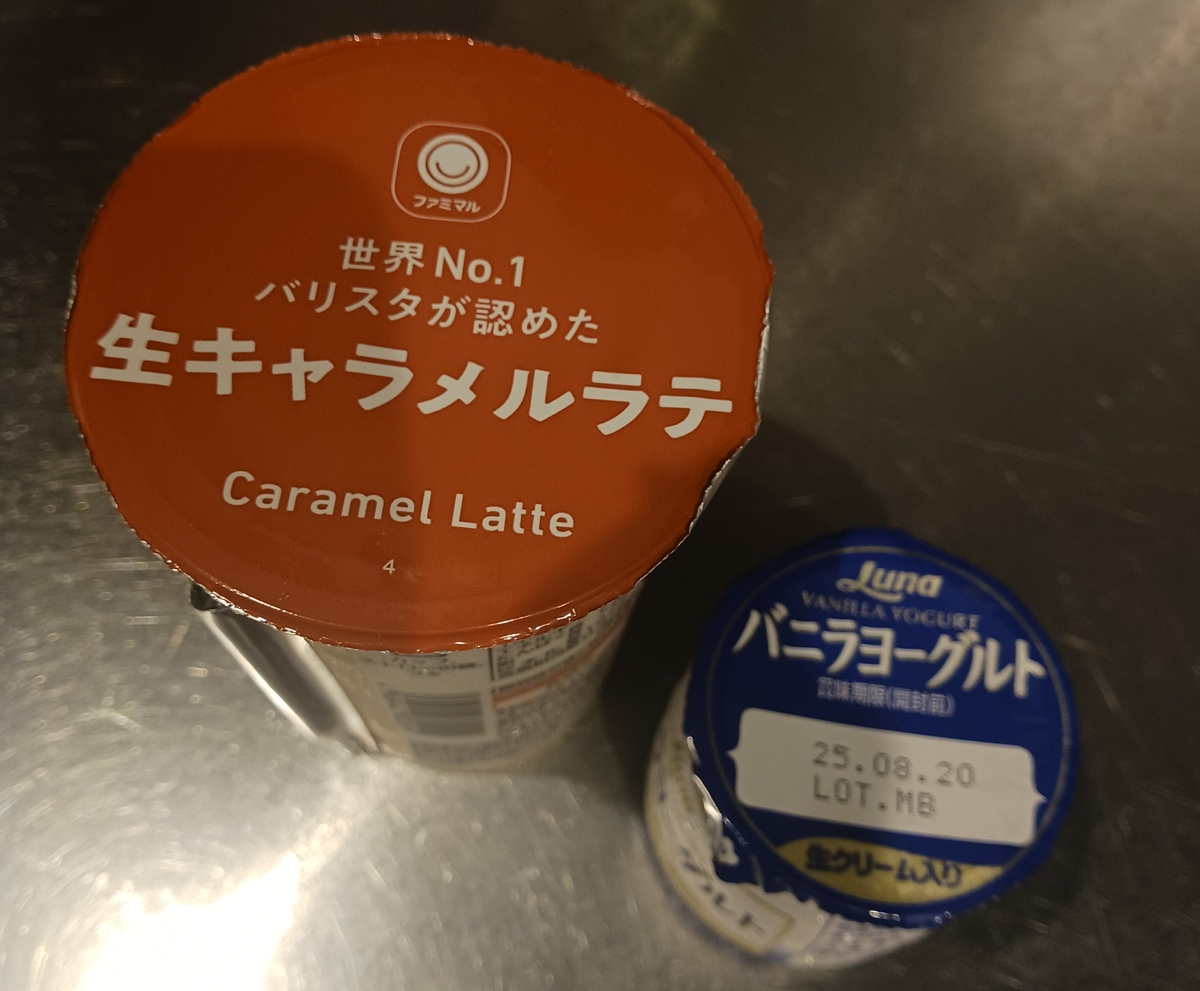 ファミマル
世界No.1
バリスタが認めた
生キャラメルラテ
Caramel Latte
4
Luna
VANILLA YOGURT
バニラヨーグルト
賞味期限(開封前)
25.08.20
LOT.MB
生クリーム入り